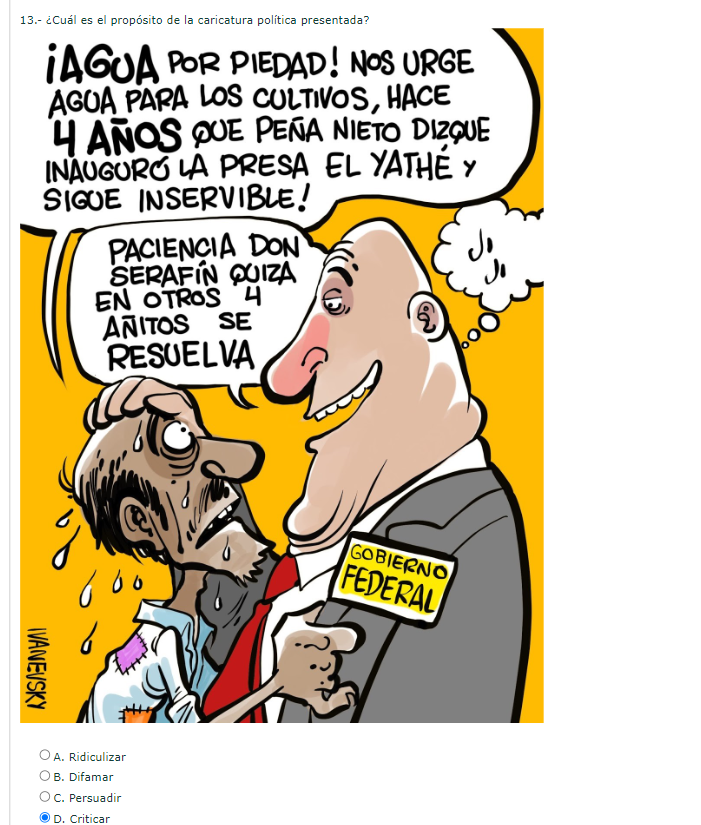 13.- ¿Cuál es el propósito de la caricatura política presentada?
¡AGUA POR PIEDAD! NOS URGE
AGUA PARA LOS CULTIVOS, HACE
4 AÑOS QUE PEÑA NIETO DIZQUE
INAUGURÓ LA PRESA EL YATHÉ Y
SIGUE INSERVIBLE!
PACIENCIA DON
SERAFÍN QUIZA
EN OTROS 4
AÑITOS SE
RESUELVA
JI
JI
GOBIERNO
FEDERAL
IVANEVSKY
A. Ridiculizar
B. Difamar
C. Persuadir
D. Criticar